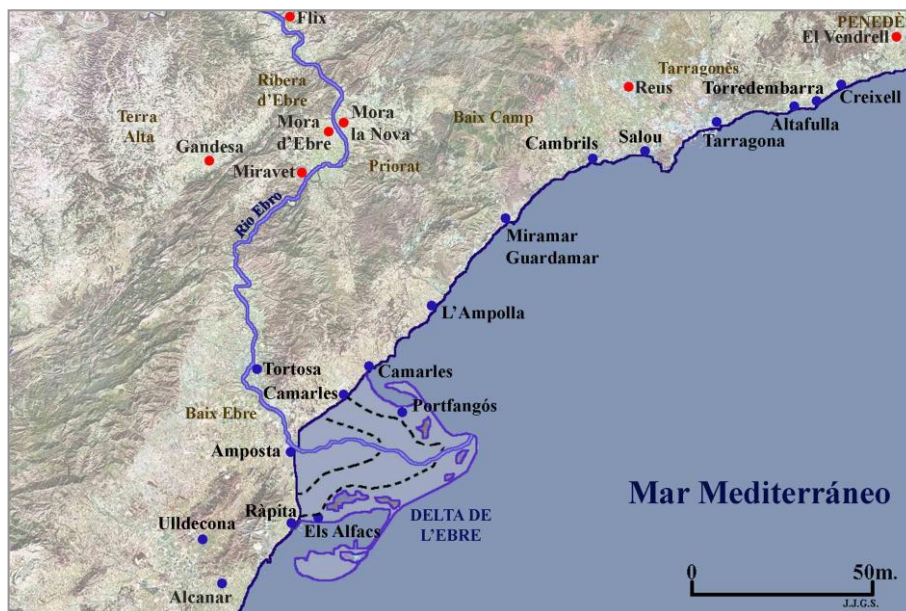 Flix
PENEDÈ
El Vendrell
Ribera
d'Ebre
Tarragonès
Reus
Torredembarra
Creixell
Terra
Alta
Mora
d'Ebre
Mora
la Nova
Baix Camp
Altafulla
Gandesa
Miravet
Priorat
Cambrils
Salou
Tarragona
Rio Ebro
Miramar
Guardamar
L'Ampolla
Tortosa
Camarles
Camarles
Baix Ebre
Portfangós
Amposta
Mar Mediterráneo
Ràpita
Ulldecona
Els Alfacs
DELTA DE
L'EBRE
Alcanar
0
50m.
J.J.G.S.